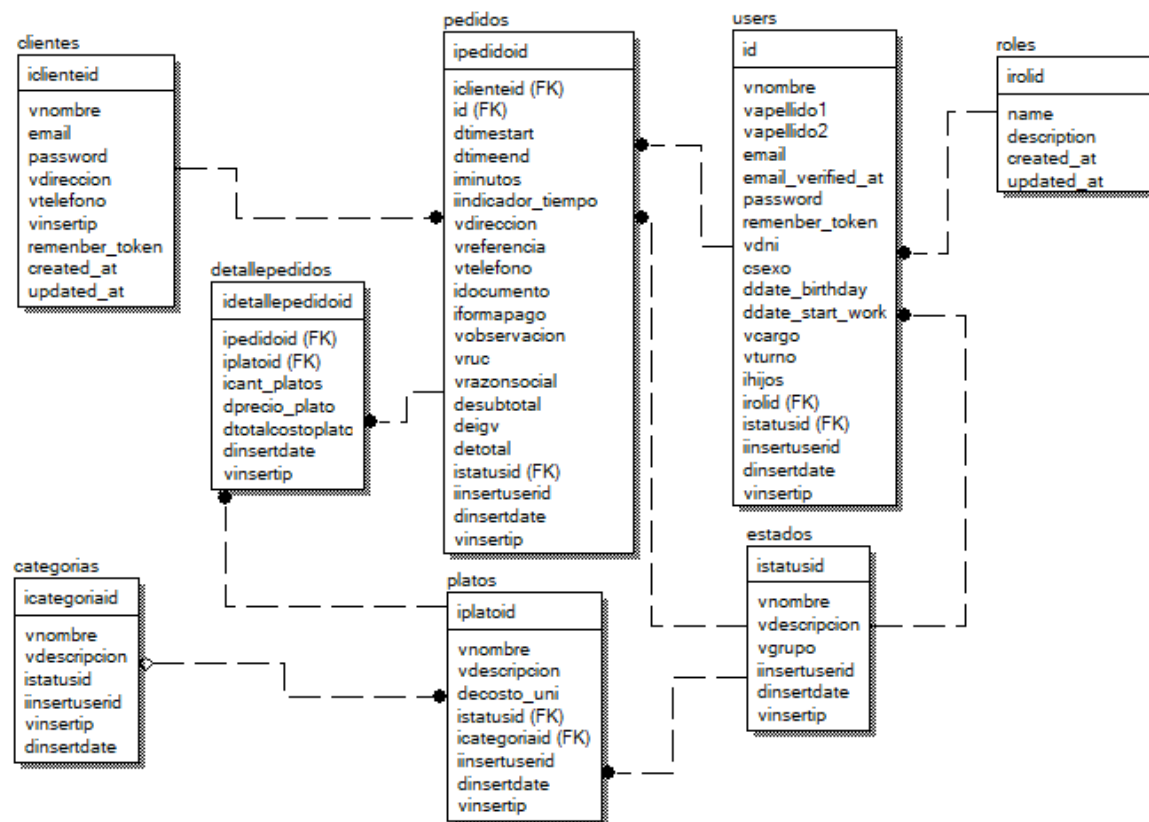 clientes
iclienteid
vnombre
email
password
vdireccion
vtelefono
vinsertip
remenber_token
created_at
updated_at
pedidos
ipedidoid
iclienteid (FK)
id (FK)
dtimestart
dtimeend
iminutos
iindicador_tiempo
vdireccion
vreferência
vtelefono
idocumento
iformapago
vobservacion
vruc
vrazonsocial
desubtotal
deigv
detotal
istatusid (FK)
iinsertuserid
dinsertdate
vinsertip
users
id
vnombre
vapellido1
vapellido2
email
email_verified_at
password
remenber_token
vdni
csexo
ddate_birthday
ddate_start_work
vcargo
vturno
ihijos
irolid (FK)
istatusid (FK)
iinsertuserid
dinsertdate
vinsertip
roles
irolid
name
description
created_at
updated_at
detallepedidos
idetallepedidoid
ipedidoid (FK)
iplatoid (FK)
icant_platos
dprecio_plato
dtotalcostoplato
dinsertdate
vinsertip
categorias
icategoriaid
vnombre
vdescripcion
istatusid
iinsertuserid
vinsertip
dinsertdate
platos
iplatoid
vnombre
vdescripcion
decosto_uni
istatusid (FK)
icategoriaid (FK)
iinsertuserid
dinsertdate
vinsertip
estados
istatusid
vnombre
vdescripcion
vgrupo
iinsertuserid
dinsertdate
vinsertip